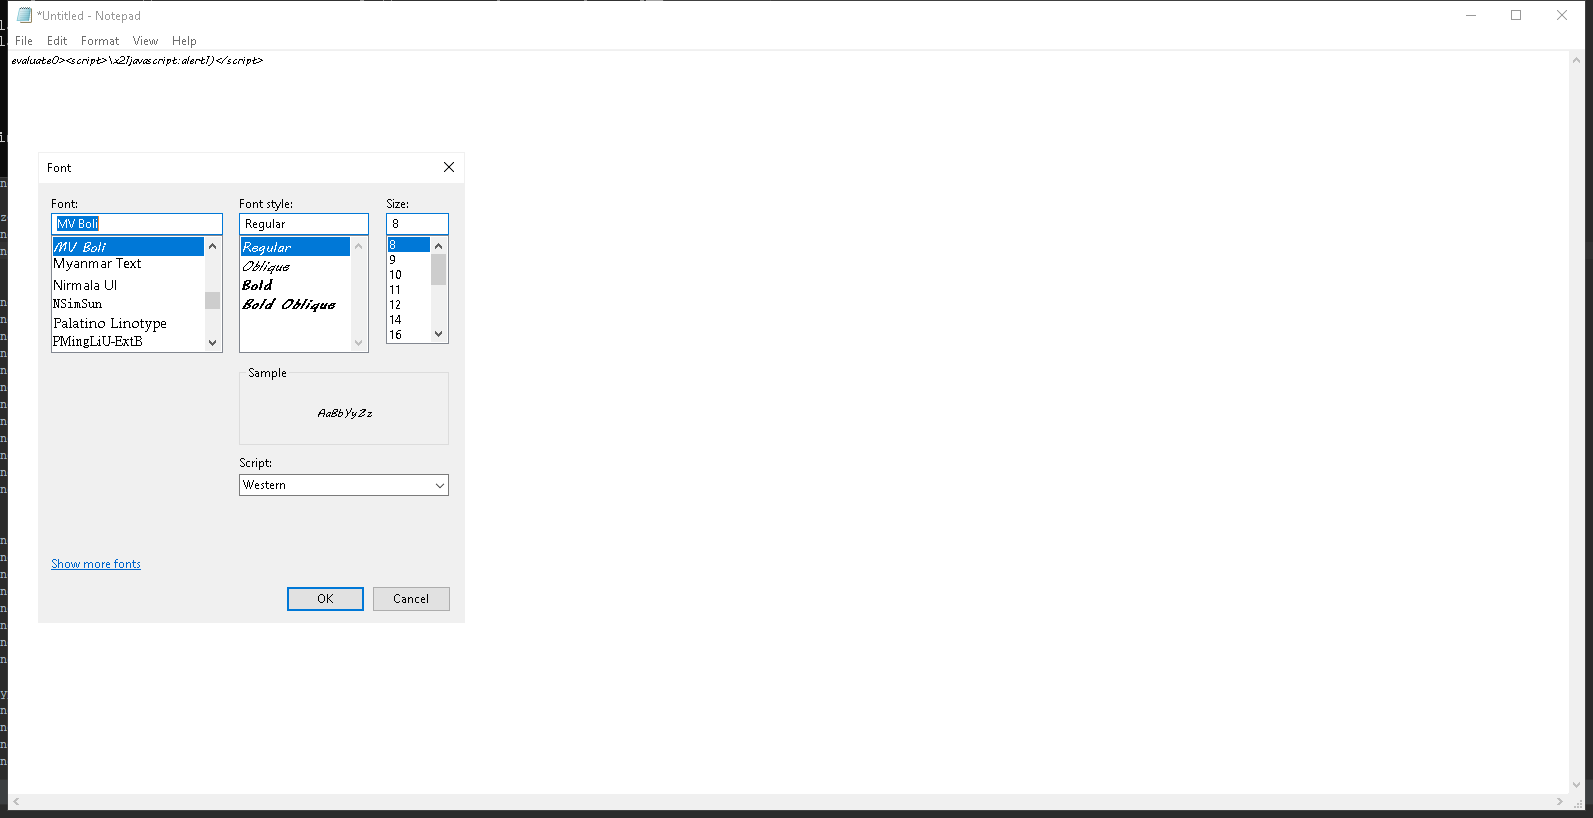 *Untitled - Notepad
File Edit Format View Help
evaluate0><script>\x21javascript:alert1)</script>
Font
Font:
MV Boli
MV Boli
Myanmar Text
Nirmala UI
NSimSun
Palatino Linotype
PMingLiU-ExtB
Font style:
Regular
Regular
Oblique
Bold
Bold Oblique
Size:
8
8
9
10
11
12
14
16
Sample
AaBbYyZz
Script:
Western
Show more fonts
OK
Cancel